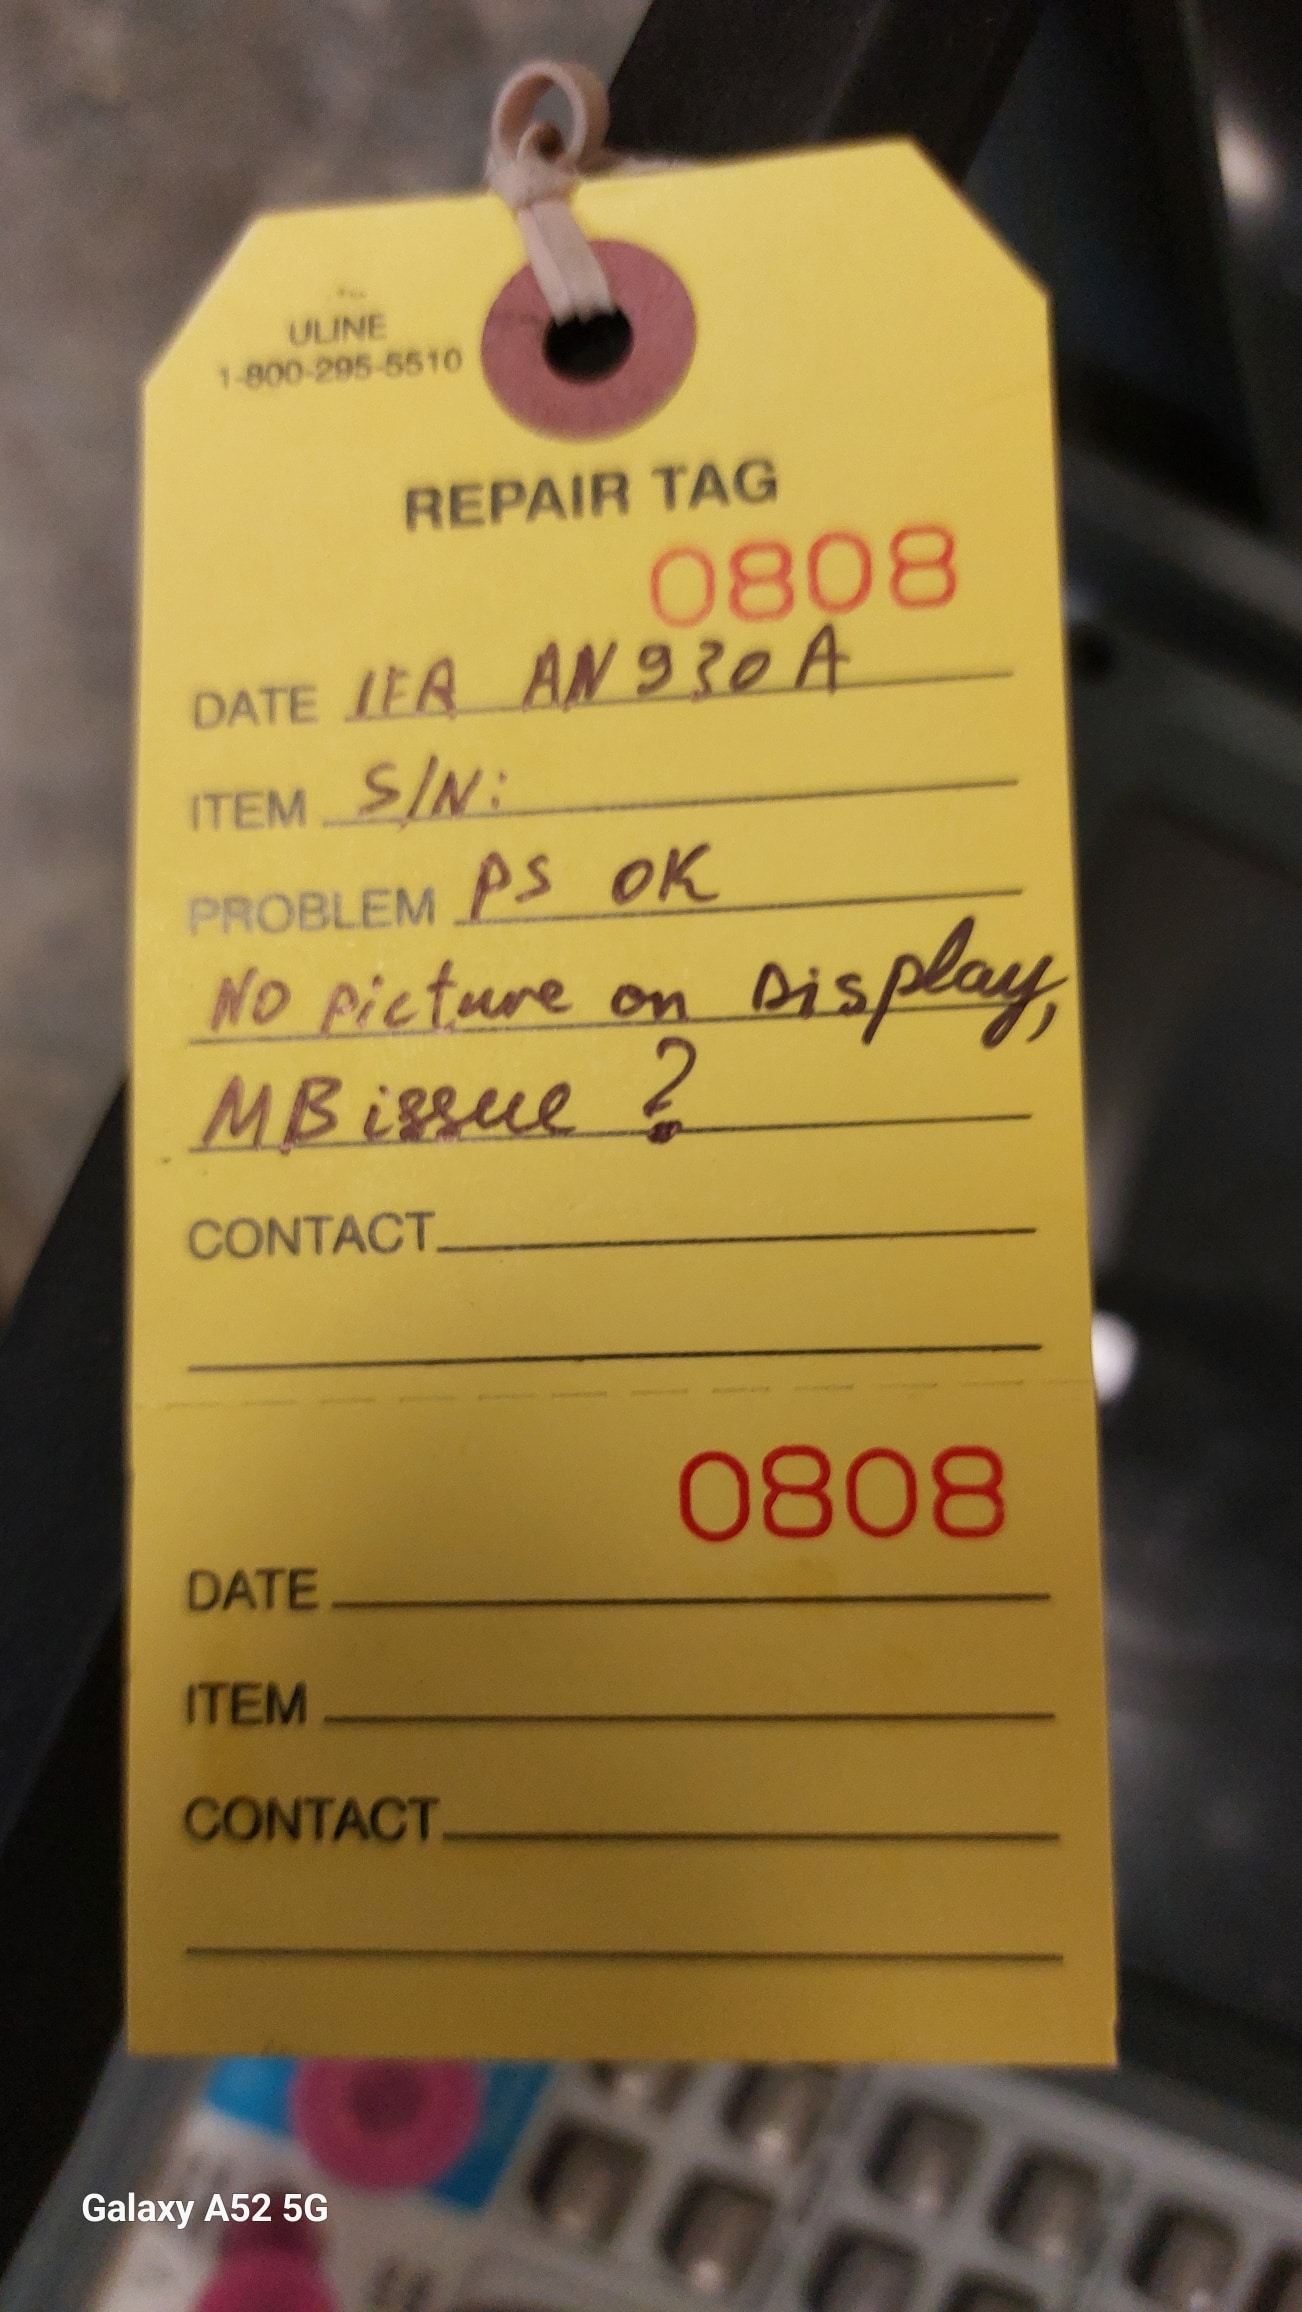 ULINE
1-800-295-5510
REPAIR TAG
0808
DATE IFR AN930A
ITEM S/N:
PROBLEM PS OK
NO picture on Display,
MB issue ?
CONTACT
0808
DATE
ITEM
CONTACT
Galaxy A52 5G